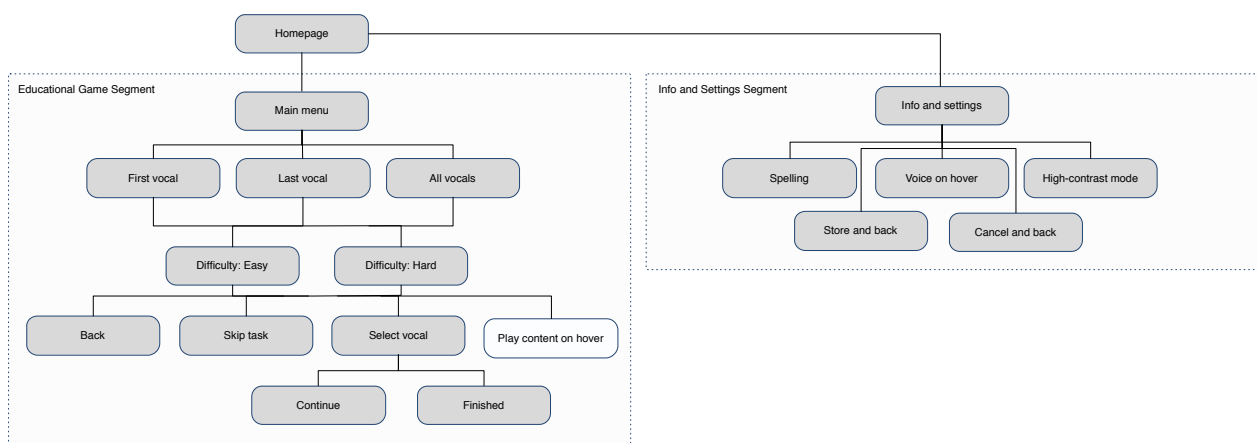 Homepage
Educational Game Segment
Main menu
First vocal
Last vocal
All vocals
Difficulty: Easy
Difficulty: Hard
Back
Skip task
Select vocal
Play content on hover
Continue
Finished
Info and Settings Segment
Info and settings
Spelling
Voice on hover
High-contrast mode
Store and back
Cancel and back